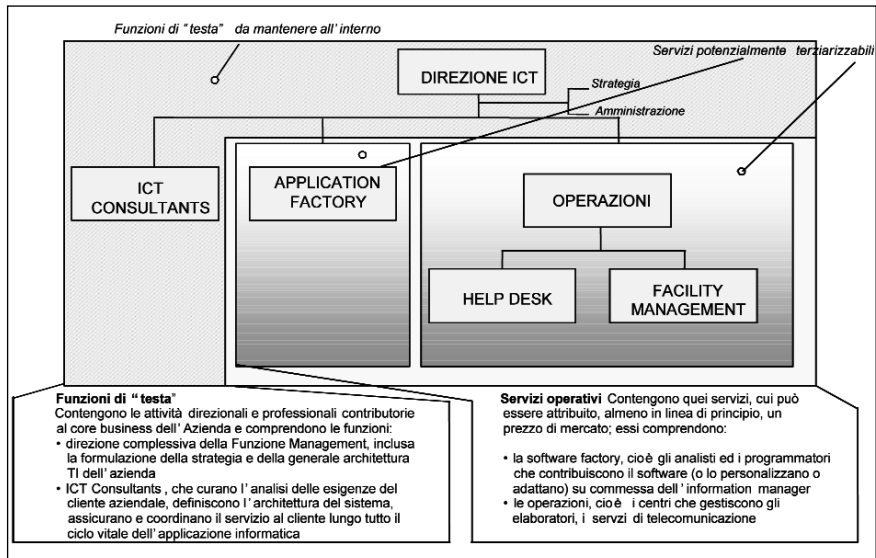 Funzioni di "testa" da mantenere all'interno
Servizi potenzialmente terziarizzabili
DIREZIONE ICT
Strategia
Amministrazione
ICT
CONSULTANTS
APPLICATION
FACTORY
OPERAZIONI
HELP DESK
FACILITY
MANAGEMENT
Funzioni di "testa"
Contengono le attività direzionali e professionali contributorie
al core business dell'Azienda e comprendono le funzioni:
• direzione complessiva della Funzione Management, inclusa
la formulazione della strategia e della generale architettura
TI dell'azienda
• ICT Consultants, che curano l'analisi delle esigenze del
cliente aziendale, definiscono l'architettura del sistema,
assicurano e coordinano il servizio al cliente lungo tutto il
ciclo vitale dell'applicazione informatica
Servizi operativi Contengono quei servizi, cui può
essere attribuito, almeno in linea di principio, un
prezzo di mercato; essi comprendono:
• la software factory, cioè gli analisti ed i programmatori
che contribuiscono il software (o lo personalizzano o
adattano) su commessa dell'information manager
• le operazioni, cioè i centri che gestiscono gli
elaboratori, i servzi di telecomunicazione